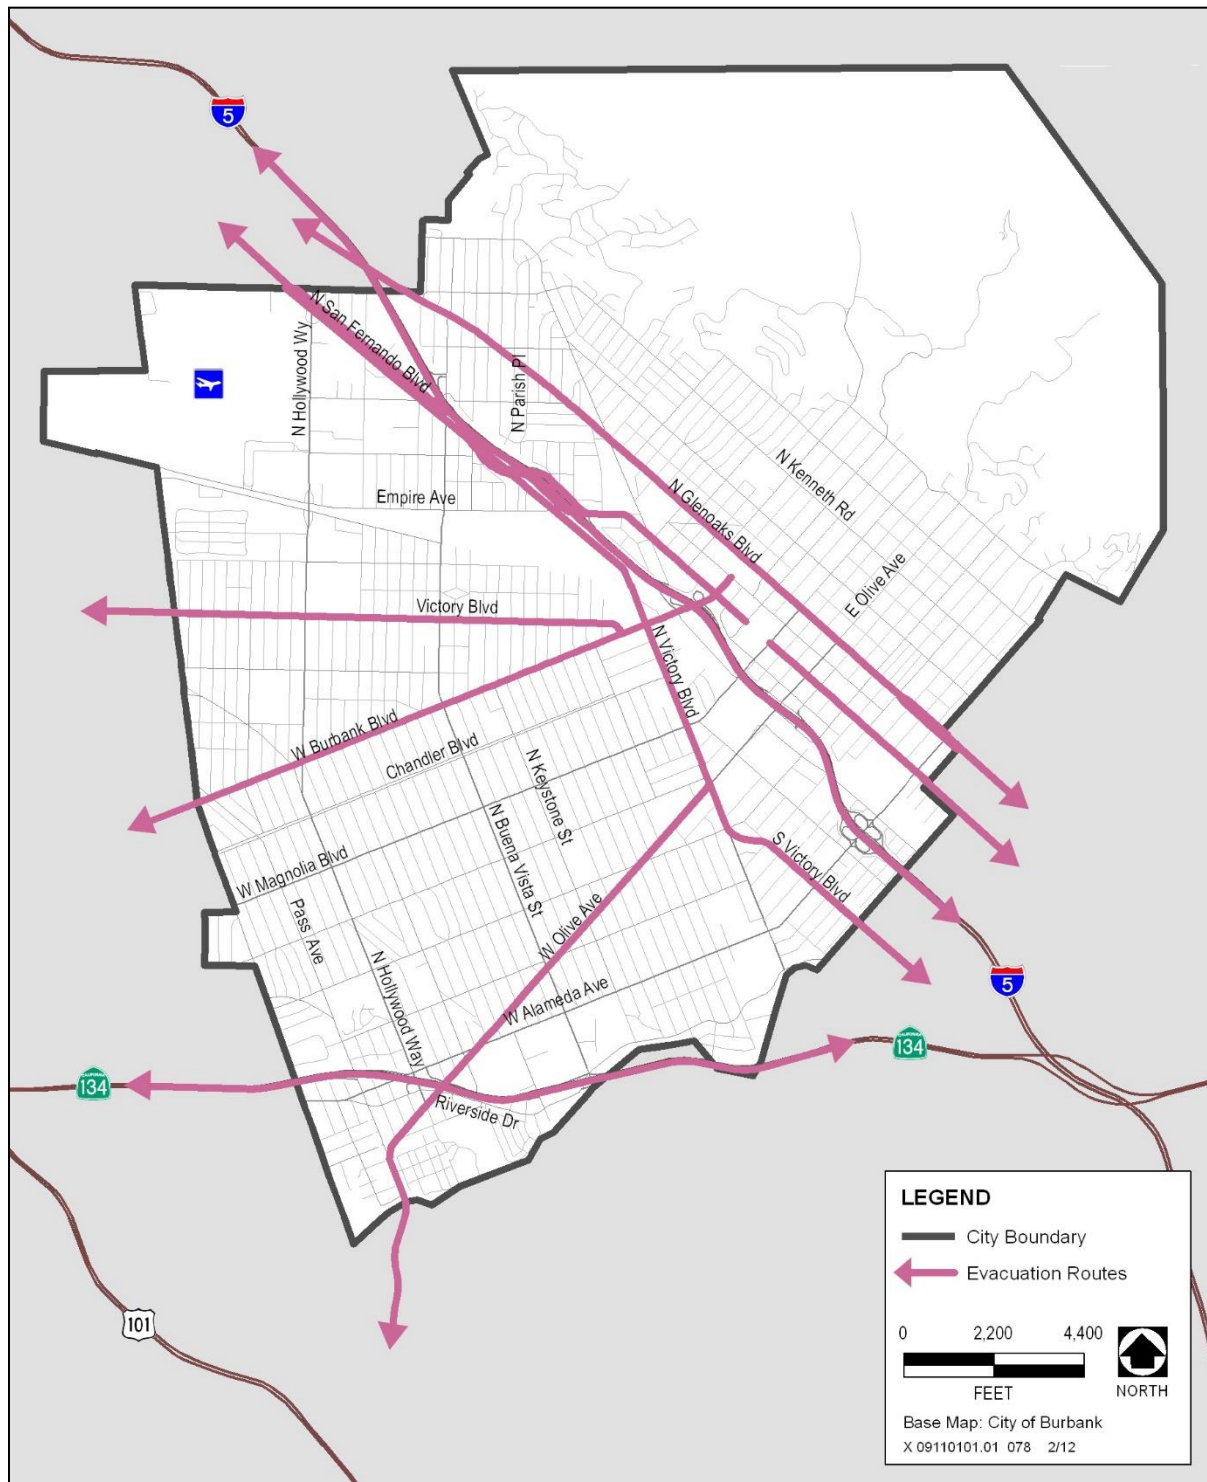 5
N San Fernando Blvd
N Hollywood Wy
N Parish Pl
N Kenneth Rd
Empire Ave
N Glenoaks Blvd
E Olive Ave
Victory Blvd
N Victory Blvd
W Burbank Blvd
Chandler Blvd
N Keystone St
N Buena Vista St
W Magnolia Blvd
S Victory Blvd
Pass Ave
W Olive Ave
N Hollywood Way
W Alameda Ave
5
CALIFORNIA
134
CALIFORNIA
134
Riverside Dr
101
LEGEND
City Boundary
Evacuation Routes
0 2,200 4,400
FEET
NORTH
Base Map: City of Burbank
X 09110101.01 078 2/12